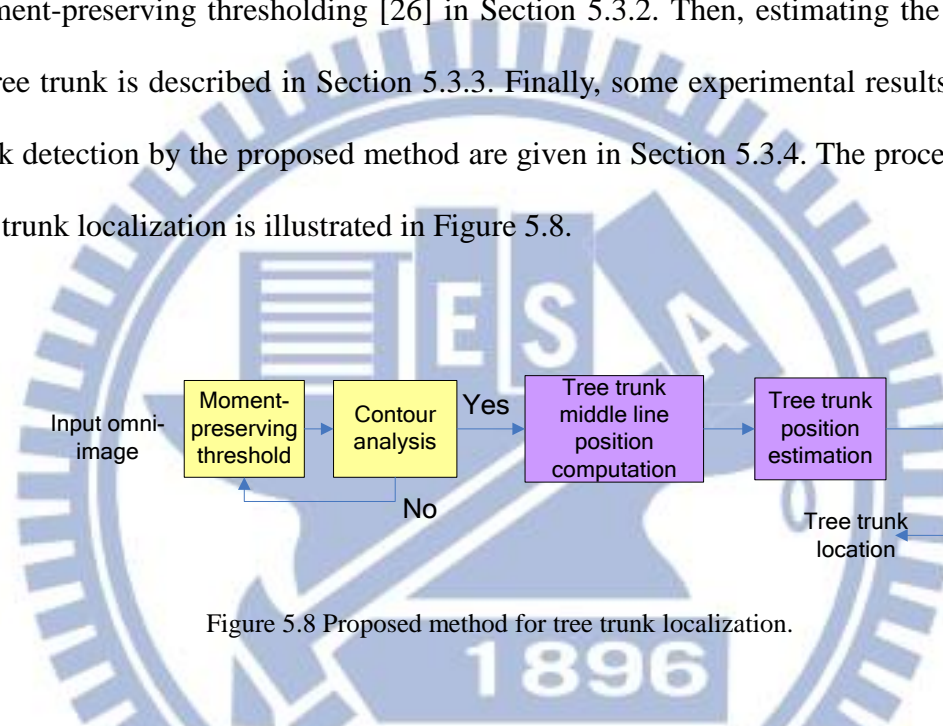 ment-preserving thresholding [26] in Section 5.3.2. Then, estimating the
ree trunk is described in Section 5.3.3. Finally, some experimental results
k detection by the proposed method are given in Section 5.3.4. The proce
trunk localization is illustrated in Figure 5.8.
E S A
Input omni-
image
Moment-
preserving
threshold
Contour
analysis
Yes
No
Tree trunk
middle line
position
computation
Tree trunk
position
estimation
Tree trunk
location
Figure 5.8 Proposed method for tree trunk localization.
1896